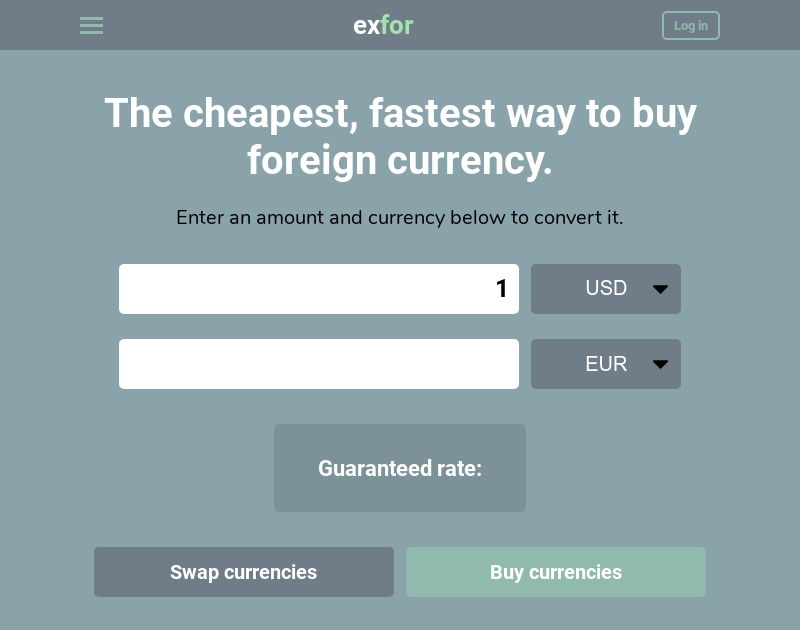 exfor
Log in
The cheapest, fastest way to buy
foreign currency.
Enter an amount and currency below to convert it.
1
USD
EUR
Guaranteed rate:
Swap currencies
Buy currencies